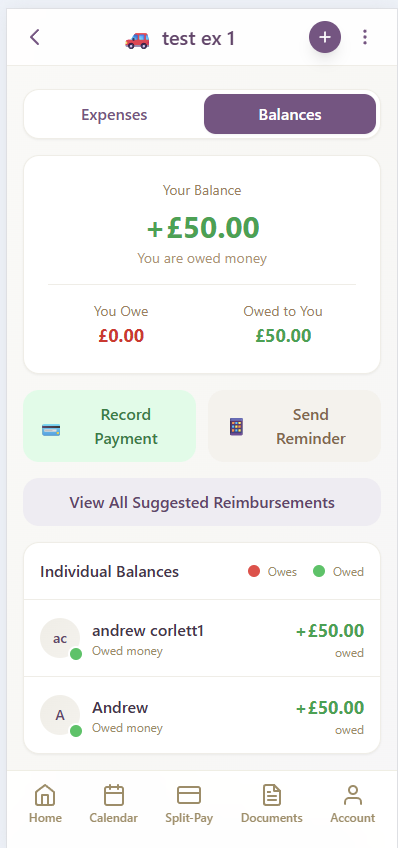 test ex 1
Expenses
Balances
Your Balance
+£50.00
You are owed money
You Owe
Owed to You
£0.00
£50.00
Record
Payment
Send
Reminder
View All Suggested Reimbursements
Individual Balances
Owes
Owed
ac
andrew corlett1
Owed money
+£50.00
owed
A
Andrew
Owed money
+£50.00
owed
Home
Calendar
Split-Pay
Documents
Account